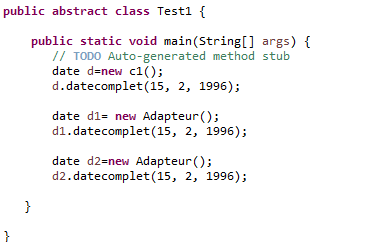 public abstract class Test1 {
public static void main(String[] args) {
// TODO Auto-generated method stub
date d=new c1();
d.datecomplet(15, 2, 1996);
date d1= new Adapteur();
d1.datecomplet(15, 2, 1996);
date d2=new Adapteur();
d2.datecomplet(15, 2, 1996);
}
}